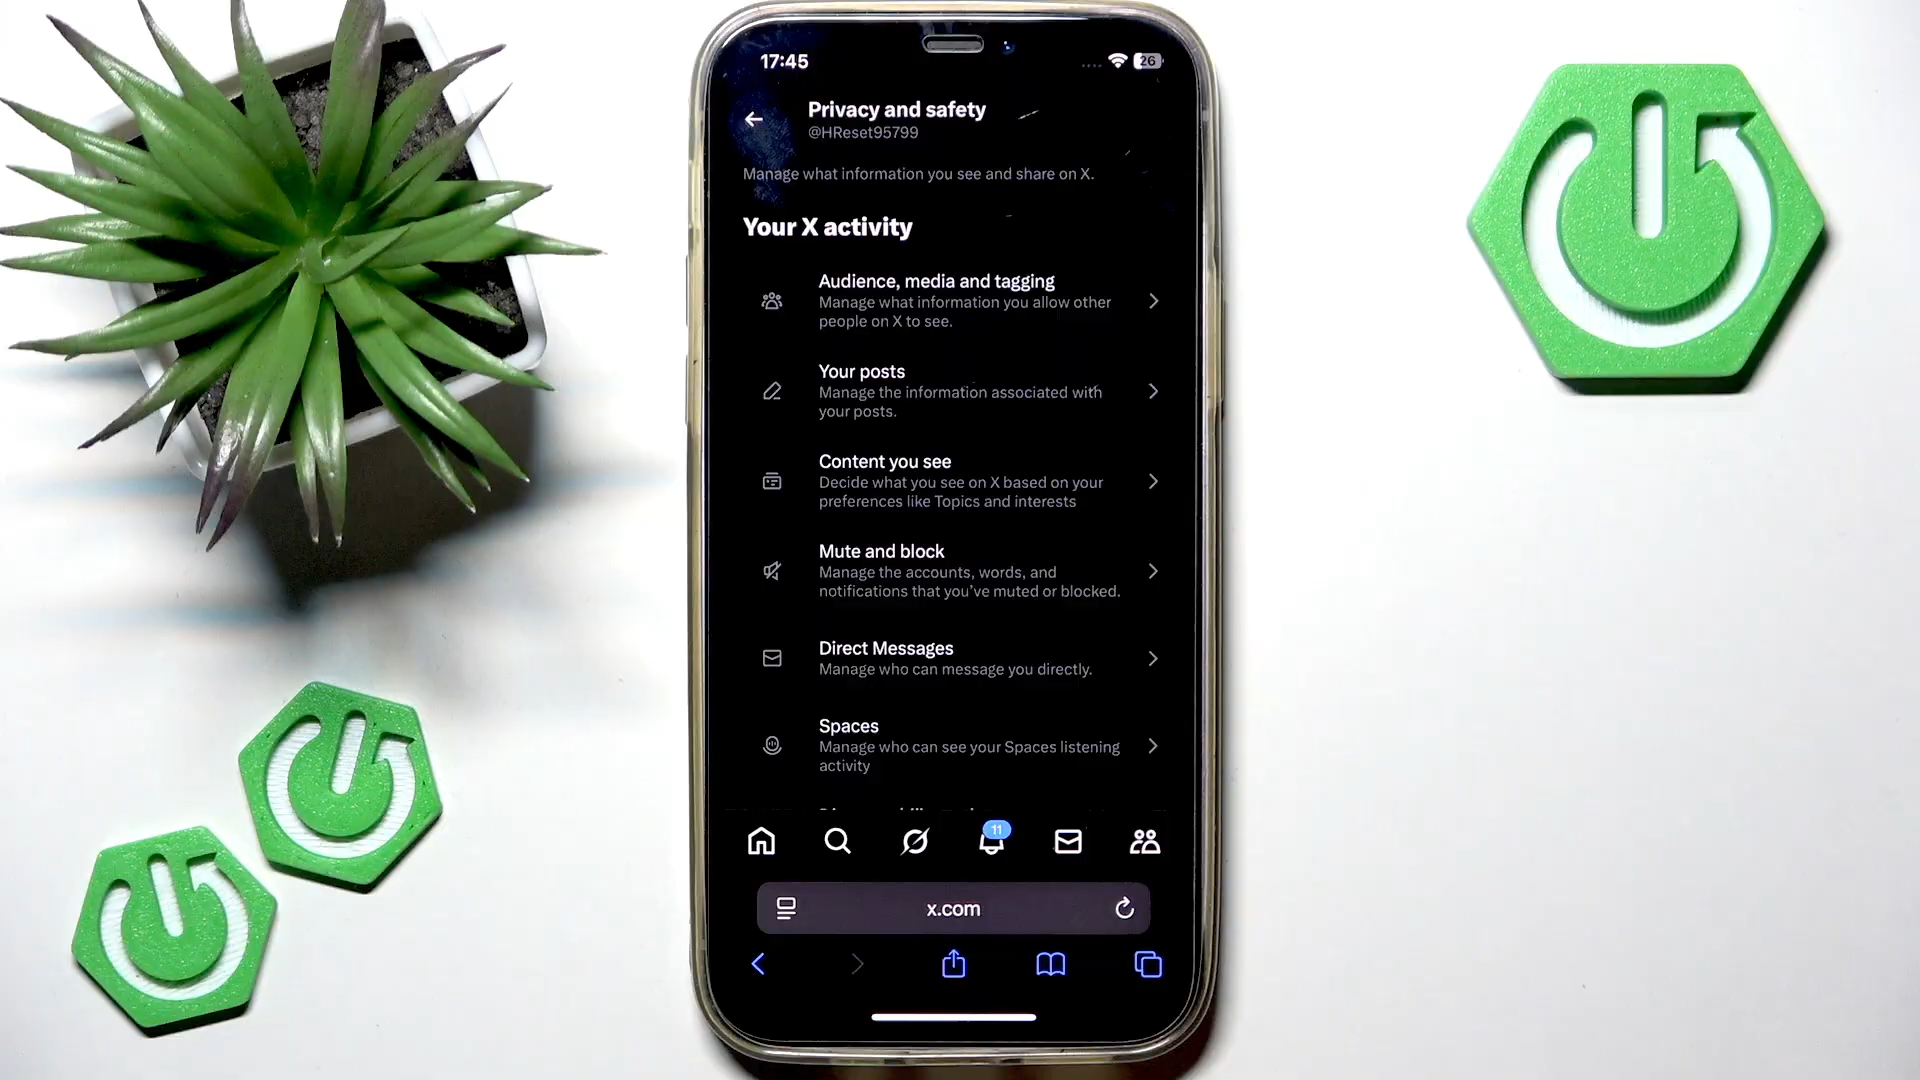 17:45
26
Privacy and safety
@HReset95799
Manage what information you see and share on X.
Your X activity
Audience, media and tagging
Manage what information you allow other
people on X to see.
Your posts
Manage the information associated with
your posts.
Content you see
Decide what you see on X based on your
preferences like Topics and interests
Mute and block
Manage the accounts, words, and
notifications that you've muted or blocked.
Direct Messages
Manage who can message you directly.
Spaces
Manage who can see your Spaces listening
activity
11
x.com